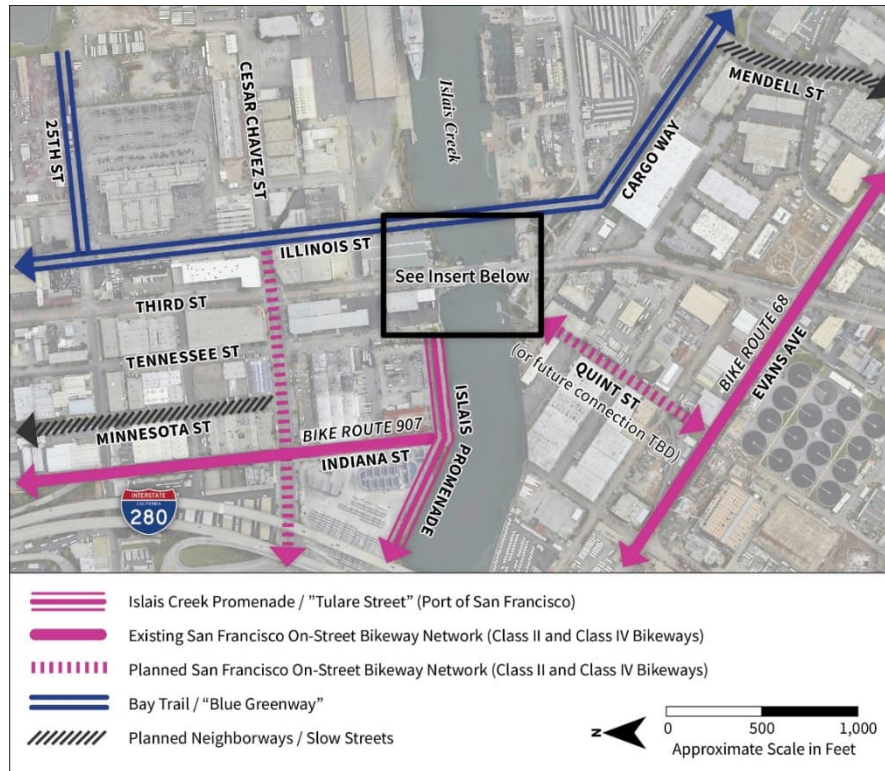 25TH ST
CESAR CHAVEZ ST
Islais Creek
MENDELL ST
CARGO WAY
ILLINOIS ST
See Insert Below
THIRD ST
TENNESSEE ST
MINNESOTA ST
BIKE ROUTE 907
INDIANA ST
ISLAIS PROMENADE
QUINT ST
(or future connection TBD)
BIKE ROUTE 68
EVANS AVE
INTERSTATE
CALIFORNIA
280
Islais Creek Promenade / "Tulare Street" (Port of San Francisco)
Existing San Francisco On-Street Bikeway Network (Class II and Class IV Bikeways)
Planned San Francisco On-Street Bikeway Network (Class II and Class IV Bikeways)
Bay Trail / “Blue Greenway”
Planned Neighborways / Slow Streets
N
0 500 1,000
Approximate Scale in Feet